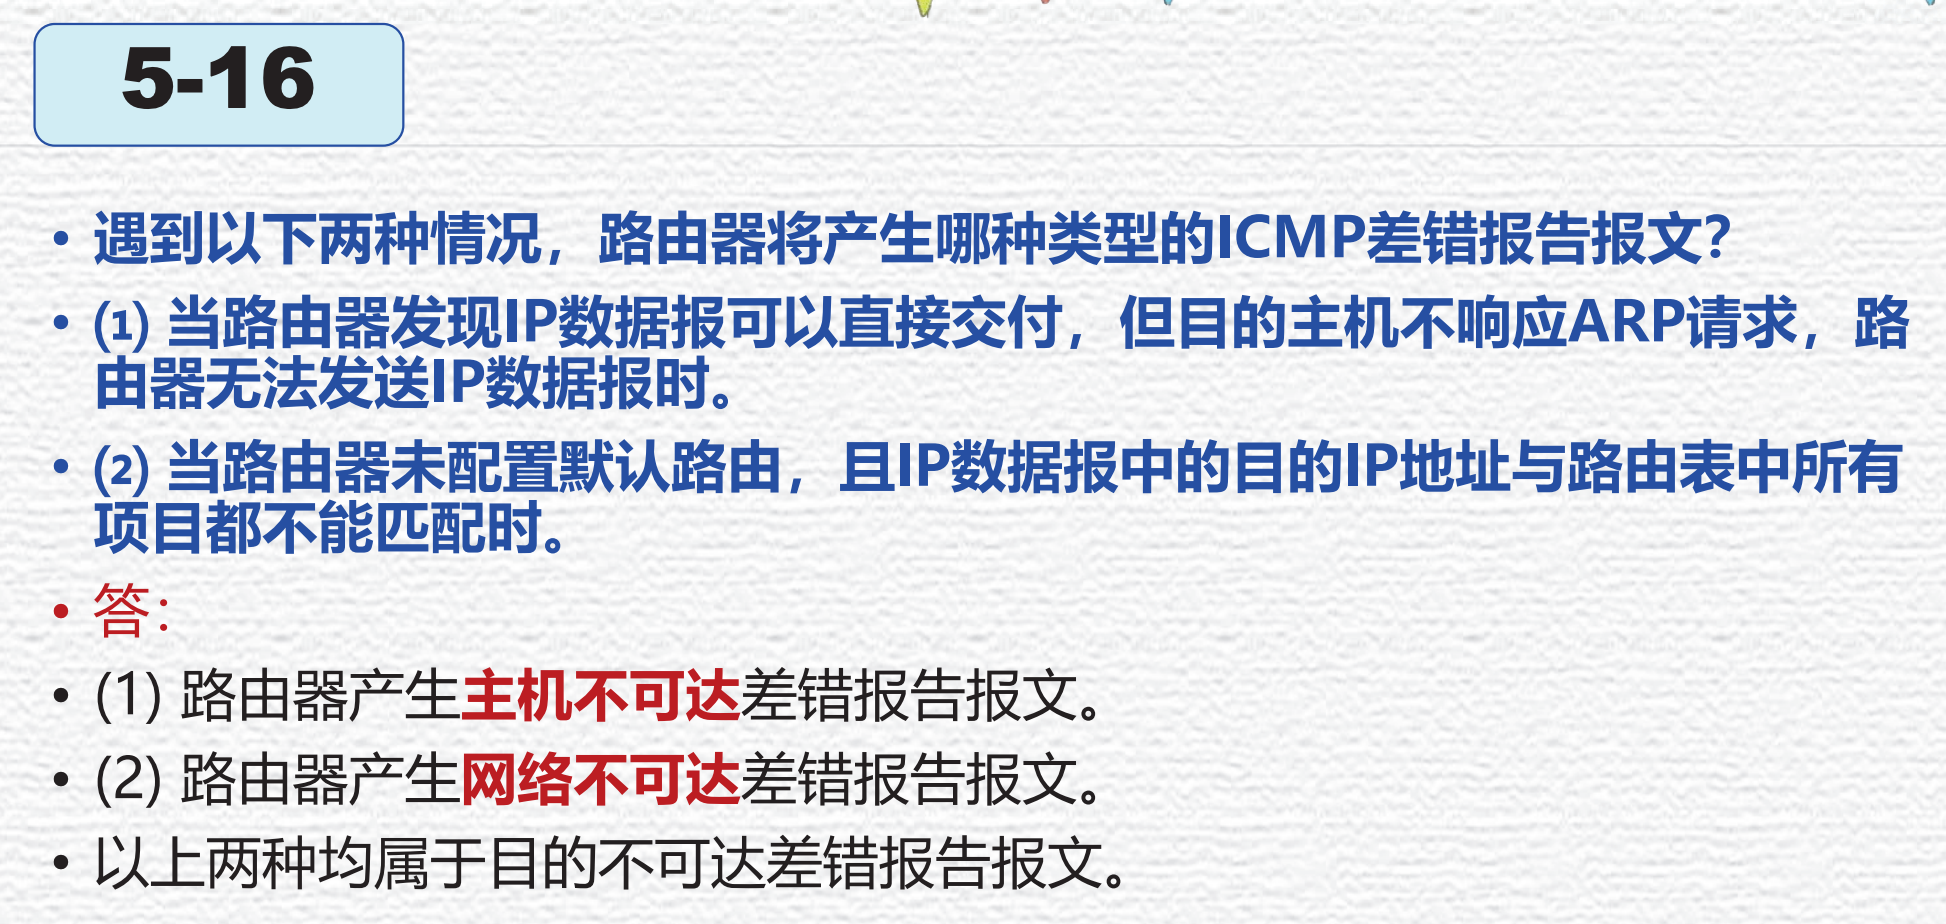 5-16
• 遇到以下两种情况，路由器将产生哪种类型的ICMP差错报告报文？
• (1) 当路由器发现IP数据报可以直接交付，但目的主机不响应ARP请求，路
由器无法发送IP数据报时。
• (2) 当路由器未配置默认路由，且IP数据报中的目的IP地址与路由表中所有
项目都不能匹配时。
• 答：
• (1) 路由器产生主机不可达差错报告报文。
• (2) 路由器产生网络不可达差错报告报文。
• 以上两种均属于目的不可达差错报告报文。